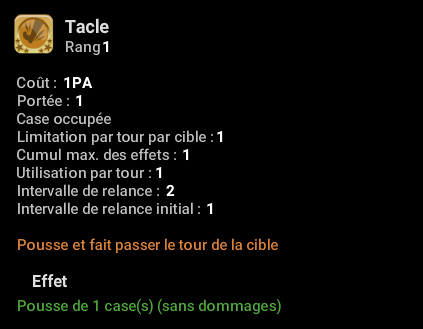 Tacle
Rang 1
Coût : 1PA
Portée : 1
Case occupée
Limitation par tour par cible : 1
Cumul max. des effets : 1
Utilisation par tour : 1
Intervalle de relance : 2
Intervalle de relance initial : 1
Pousse et fait passer le tour de la cible
Effet
Pousse de 1 case(s) (sans dommages)